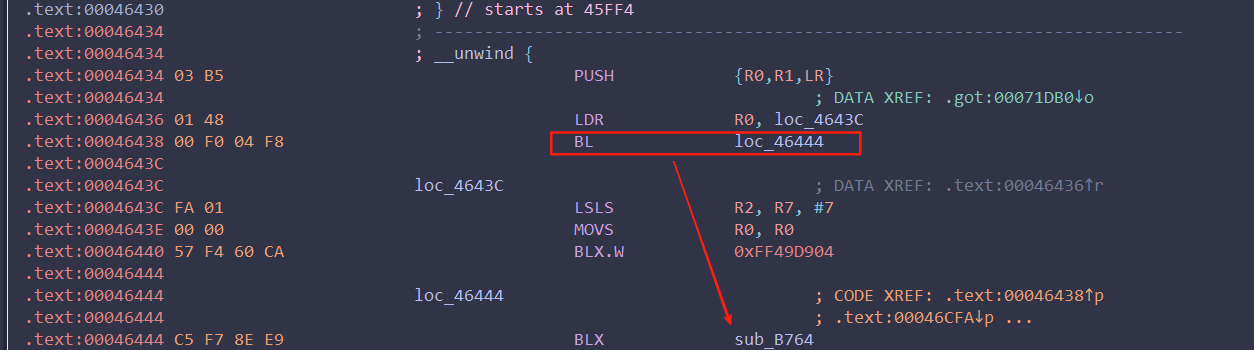 .text:00046430 ; } // starts at 45FF4
.text:00046434 ; ---------------------------------------------------------------------------
.text:00046434 ; __unwind {
.text:00046434 03 B5 PUSH {R0,R1,LR}
.text:00046434 ; DATA XREF: .got:00071DB0↓o
.text:00046436 01 48 LDR R0, loc_4643C
.text:00046438 00 F0 04 F8 BL loc_46444
.text:0004643C
.text:0004643C loc_4643C ; DATA XREF: .text:00046436↑r
.text:0004643C FA 01 LSLS R2, R7, #7
.text:0004643E 00 00 MOVS R0, R0
.text:00046440 57 F4 60 CA BLX.W 0xFF49D904
.text:00046444
.text:00046444 loc_46444 ; CODE XREF: .text:00046438↑p
.text:00046444 ; .text:00046CFA↓p ...
.text:00046444 C5 F7 8E E9 BLX sub_B764